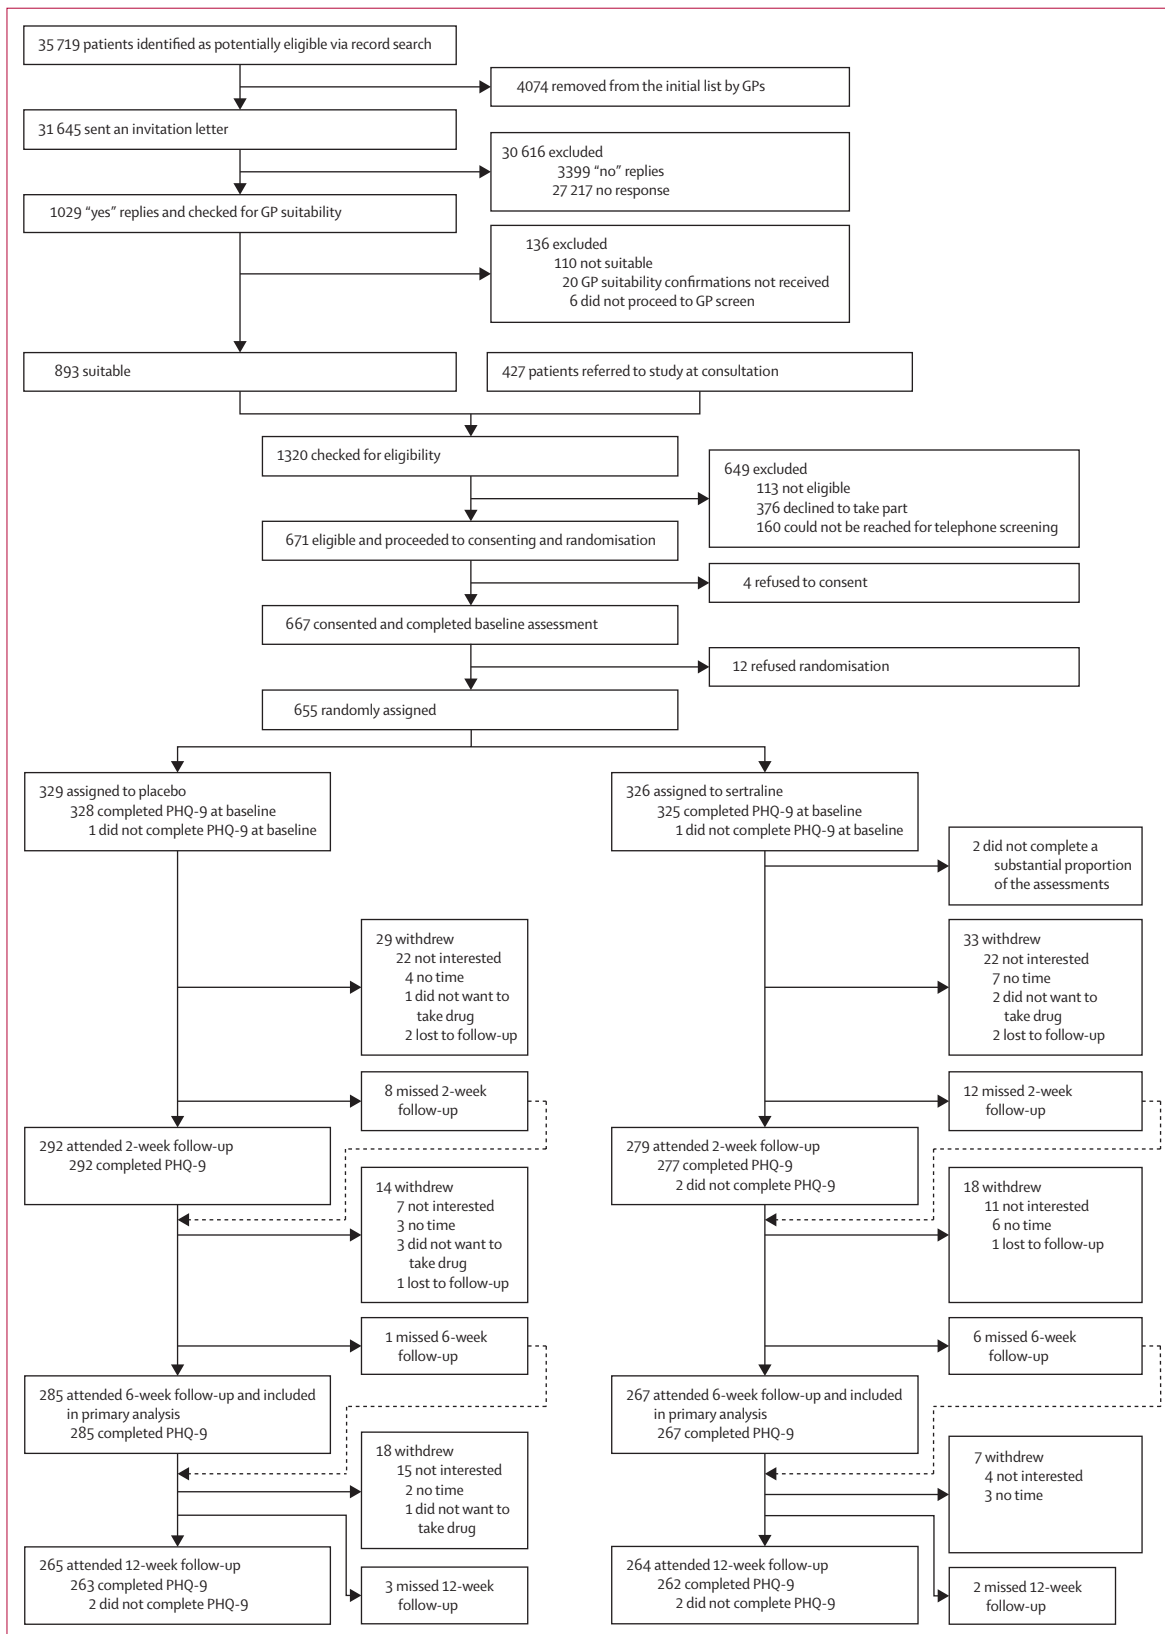 35 719 patients identified as potentially eligible via record search
4074 removed from the initial list by GPs
31 645 sent an invitation letter
30 616 excluded
3399 “no” replies
27 217 no response
1029 “yes” replies and checked for GP suitability
136 excluded
110 not suitable
20 GP suitability confirmations not received
6 did not proceed to GP screen
893 suitable
427 patients referred to study at consultation
1320 checked for eligibility
649 excluded
113 not eligible
376 declined to take part
160 could not be reached for telephone screening
671 eligible and proceeded to consenting and randomisation
4 refused to consent
667 consented and completed baseline assessment
12 refused randomisation
655 randomly assigned
329 assigned to placebo
328 completed PHQ-9 at baseline
1 did not complete PHQ-9 at baseline
326 assigned to sertraline
325 completed PHQ-9 at baseline
1 did not complete PHQ-9 at baseline
2 did not complete a
substantial proportion
of the assessments
29 withdrew
22 not interested
4 no time
1 did not want to
take drug
2 lost to follow-up
33 withdrew
22 not interested
7 no time
2 did not want to
take drug
2 lost to follow-up
8 missed 2-week
follow-up
12 missed 2-week
follow-up
292 attended 2-week follow-up
292 completed PHQ-9
279 attended 2-week follow-up
277 completed PHQ-9
2 did not complete PHQ-9
14 withdrew
7 not interested
3 no time
3 did not want to
take drug
1 lost to follow-up
18 withdrew
11 not interested
6 no time
1 lost to follow-up
1 missed 6-week
follow-up
6 missed 6-week
follow-up
285 attended 6-week follow-up and included
in primary analysis
285 completed PHQ-9
267 attended 6-week follow-up and included
in primary analysis
267 completed PHQ-9
18 withdrew
15 not interested
2 no time
1 did not want to
take drug
7 withdrew
4 not interested
3 no time
265 attended 12-week follow-up
263 completed PHQ-9
2 did not complete PHQ-9
3 missed 12-week
follow-up
264 attended 12-week follow-up
262 completed PHQ-9
2 did not complete PHQ-9
2 missed 12-week
follow-up